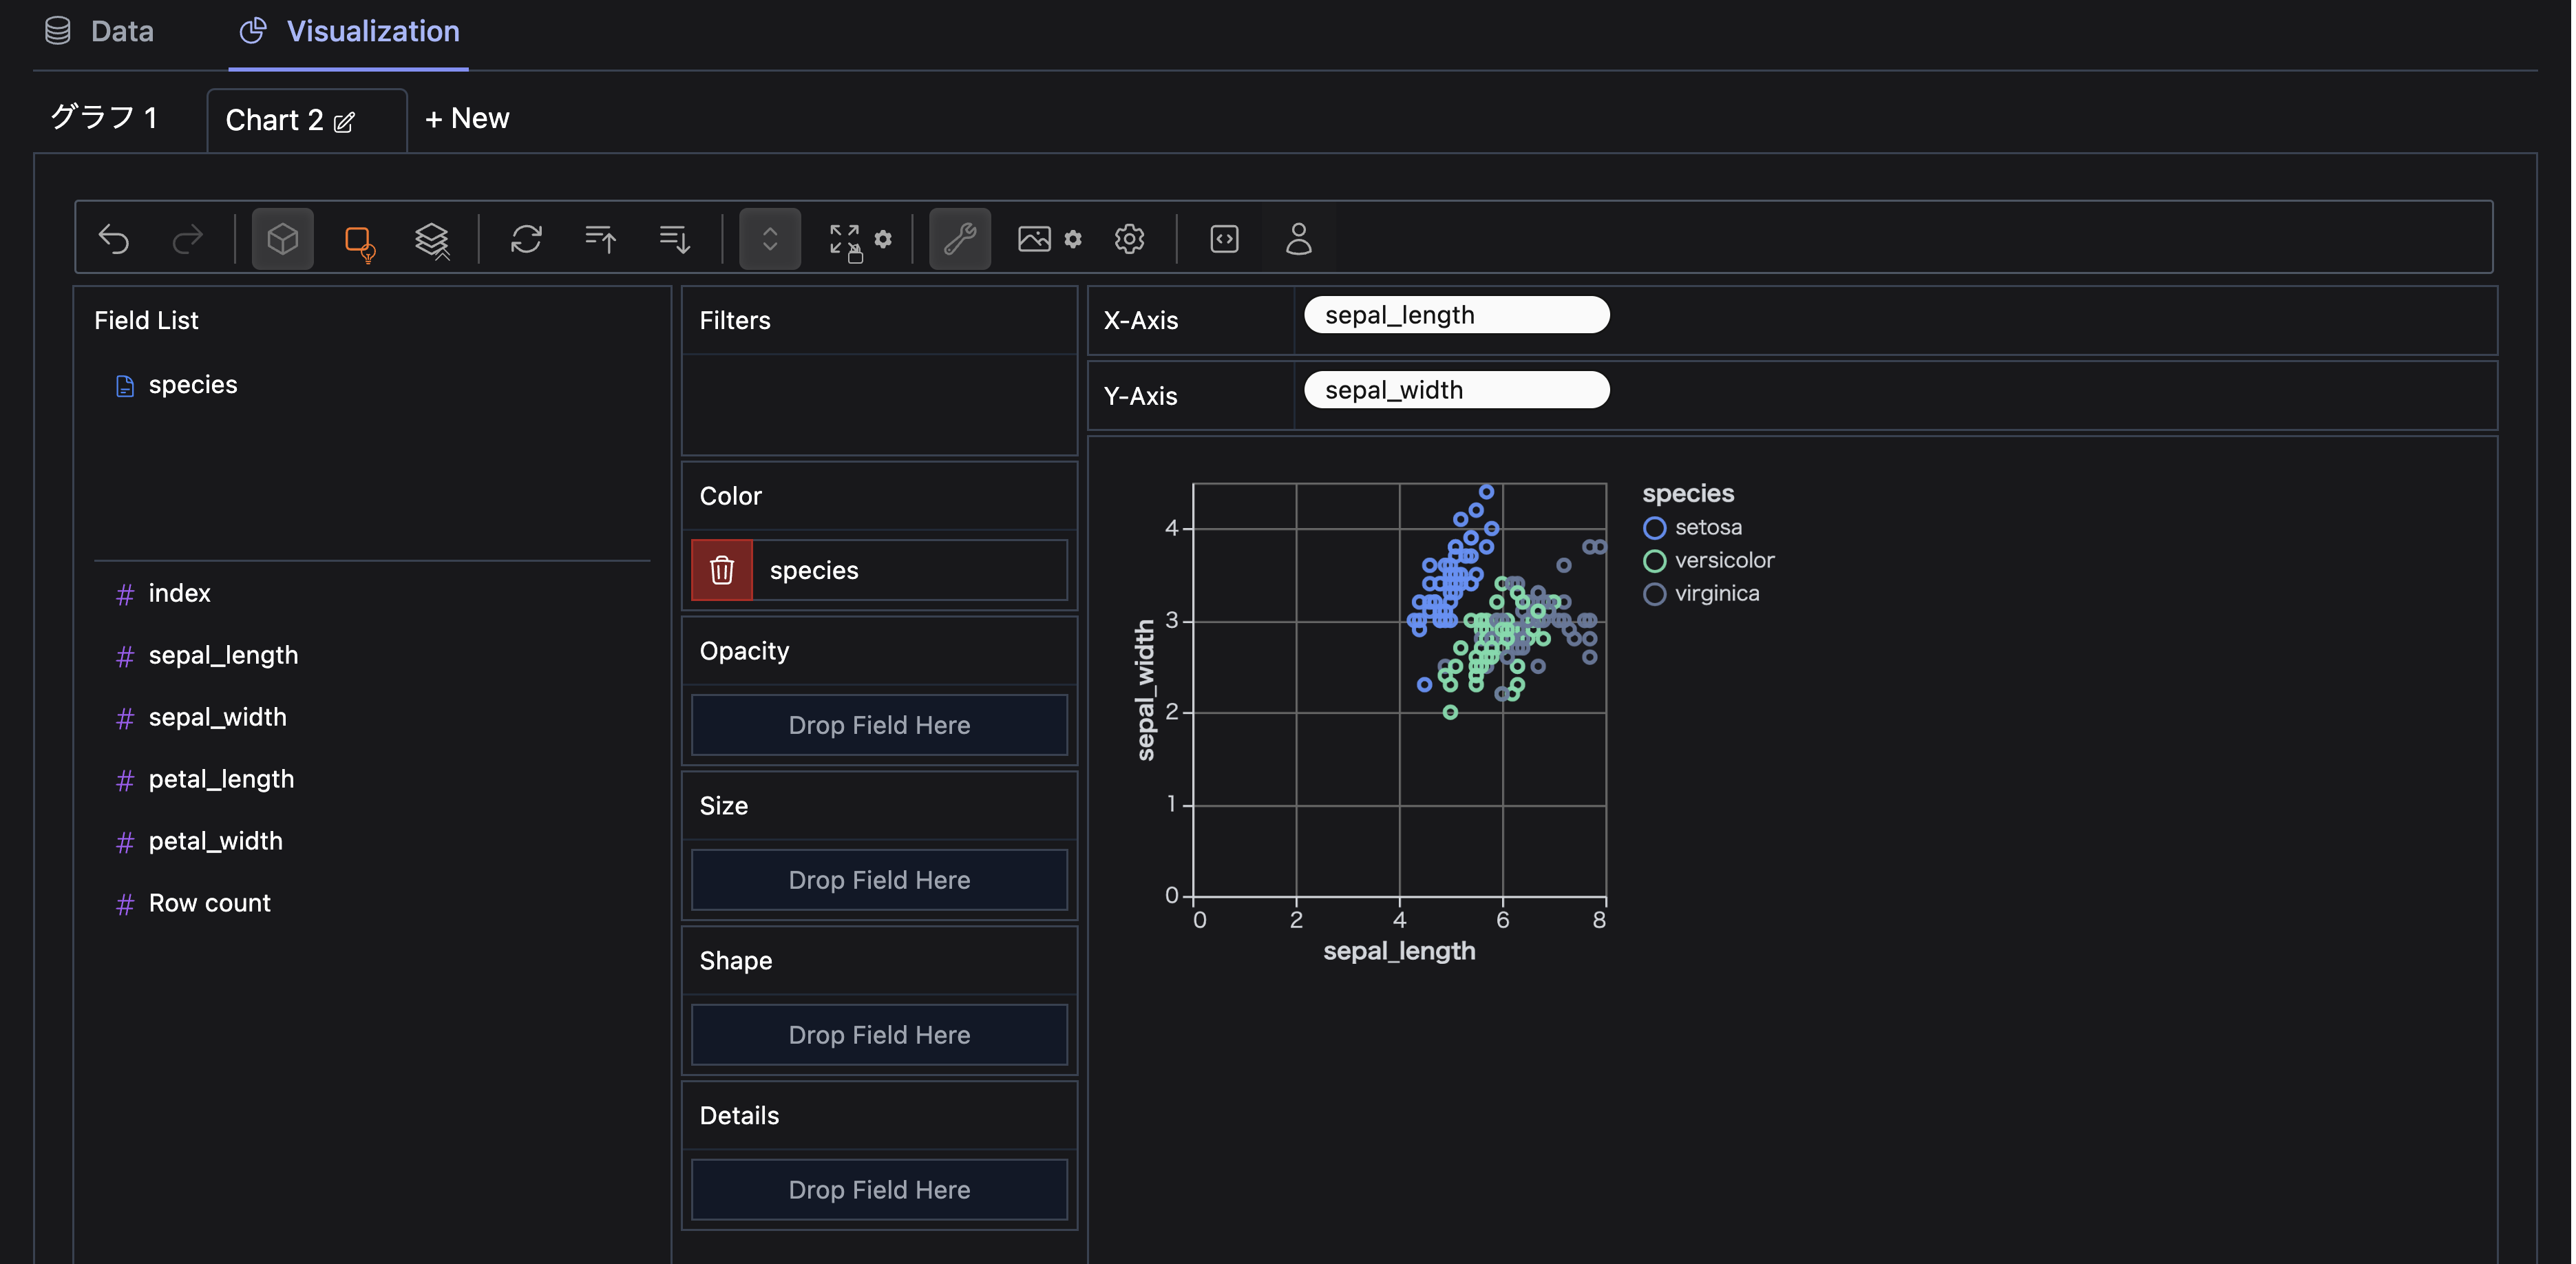 Data
Visualization
グラフ 1
Chart 2
+ New
Field List
species
index
sepal_length
sepal_width
petal_length
petal_width
Row count
Filters
Color
species
Opacity
Drop Field Here
Size
Drop Field Here
Shape
Drop Field Here
Details
Drop Field Here
X-Axis
sepal_length
Y-Axis
sepal_width
sepal_width
4
3
2
1
0
0 2 4 6 8
sepal_length
species
setosa
versicolor
virginica